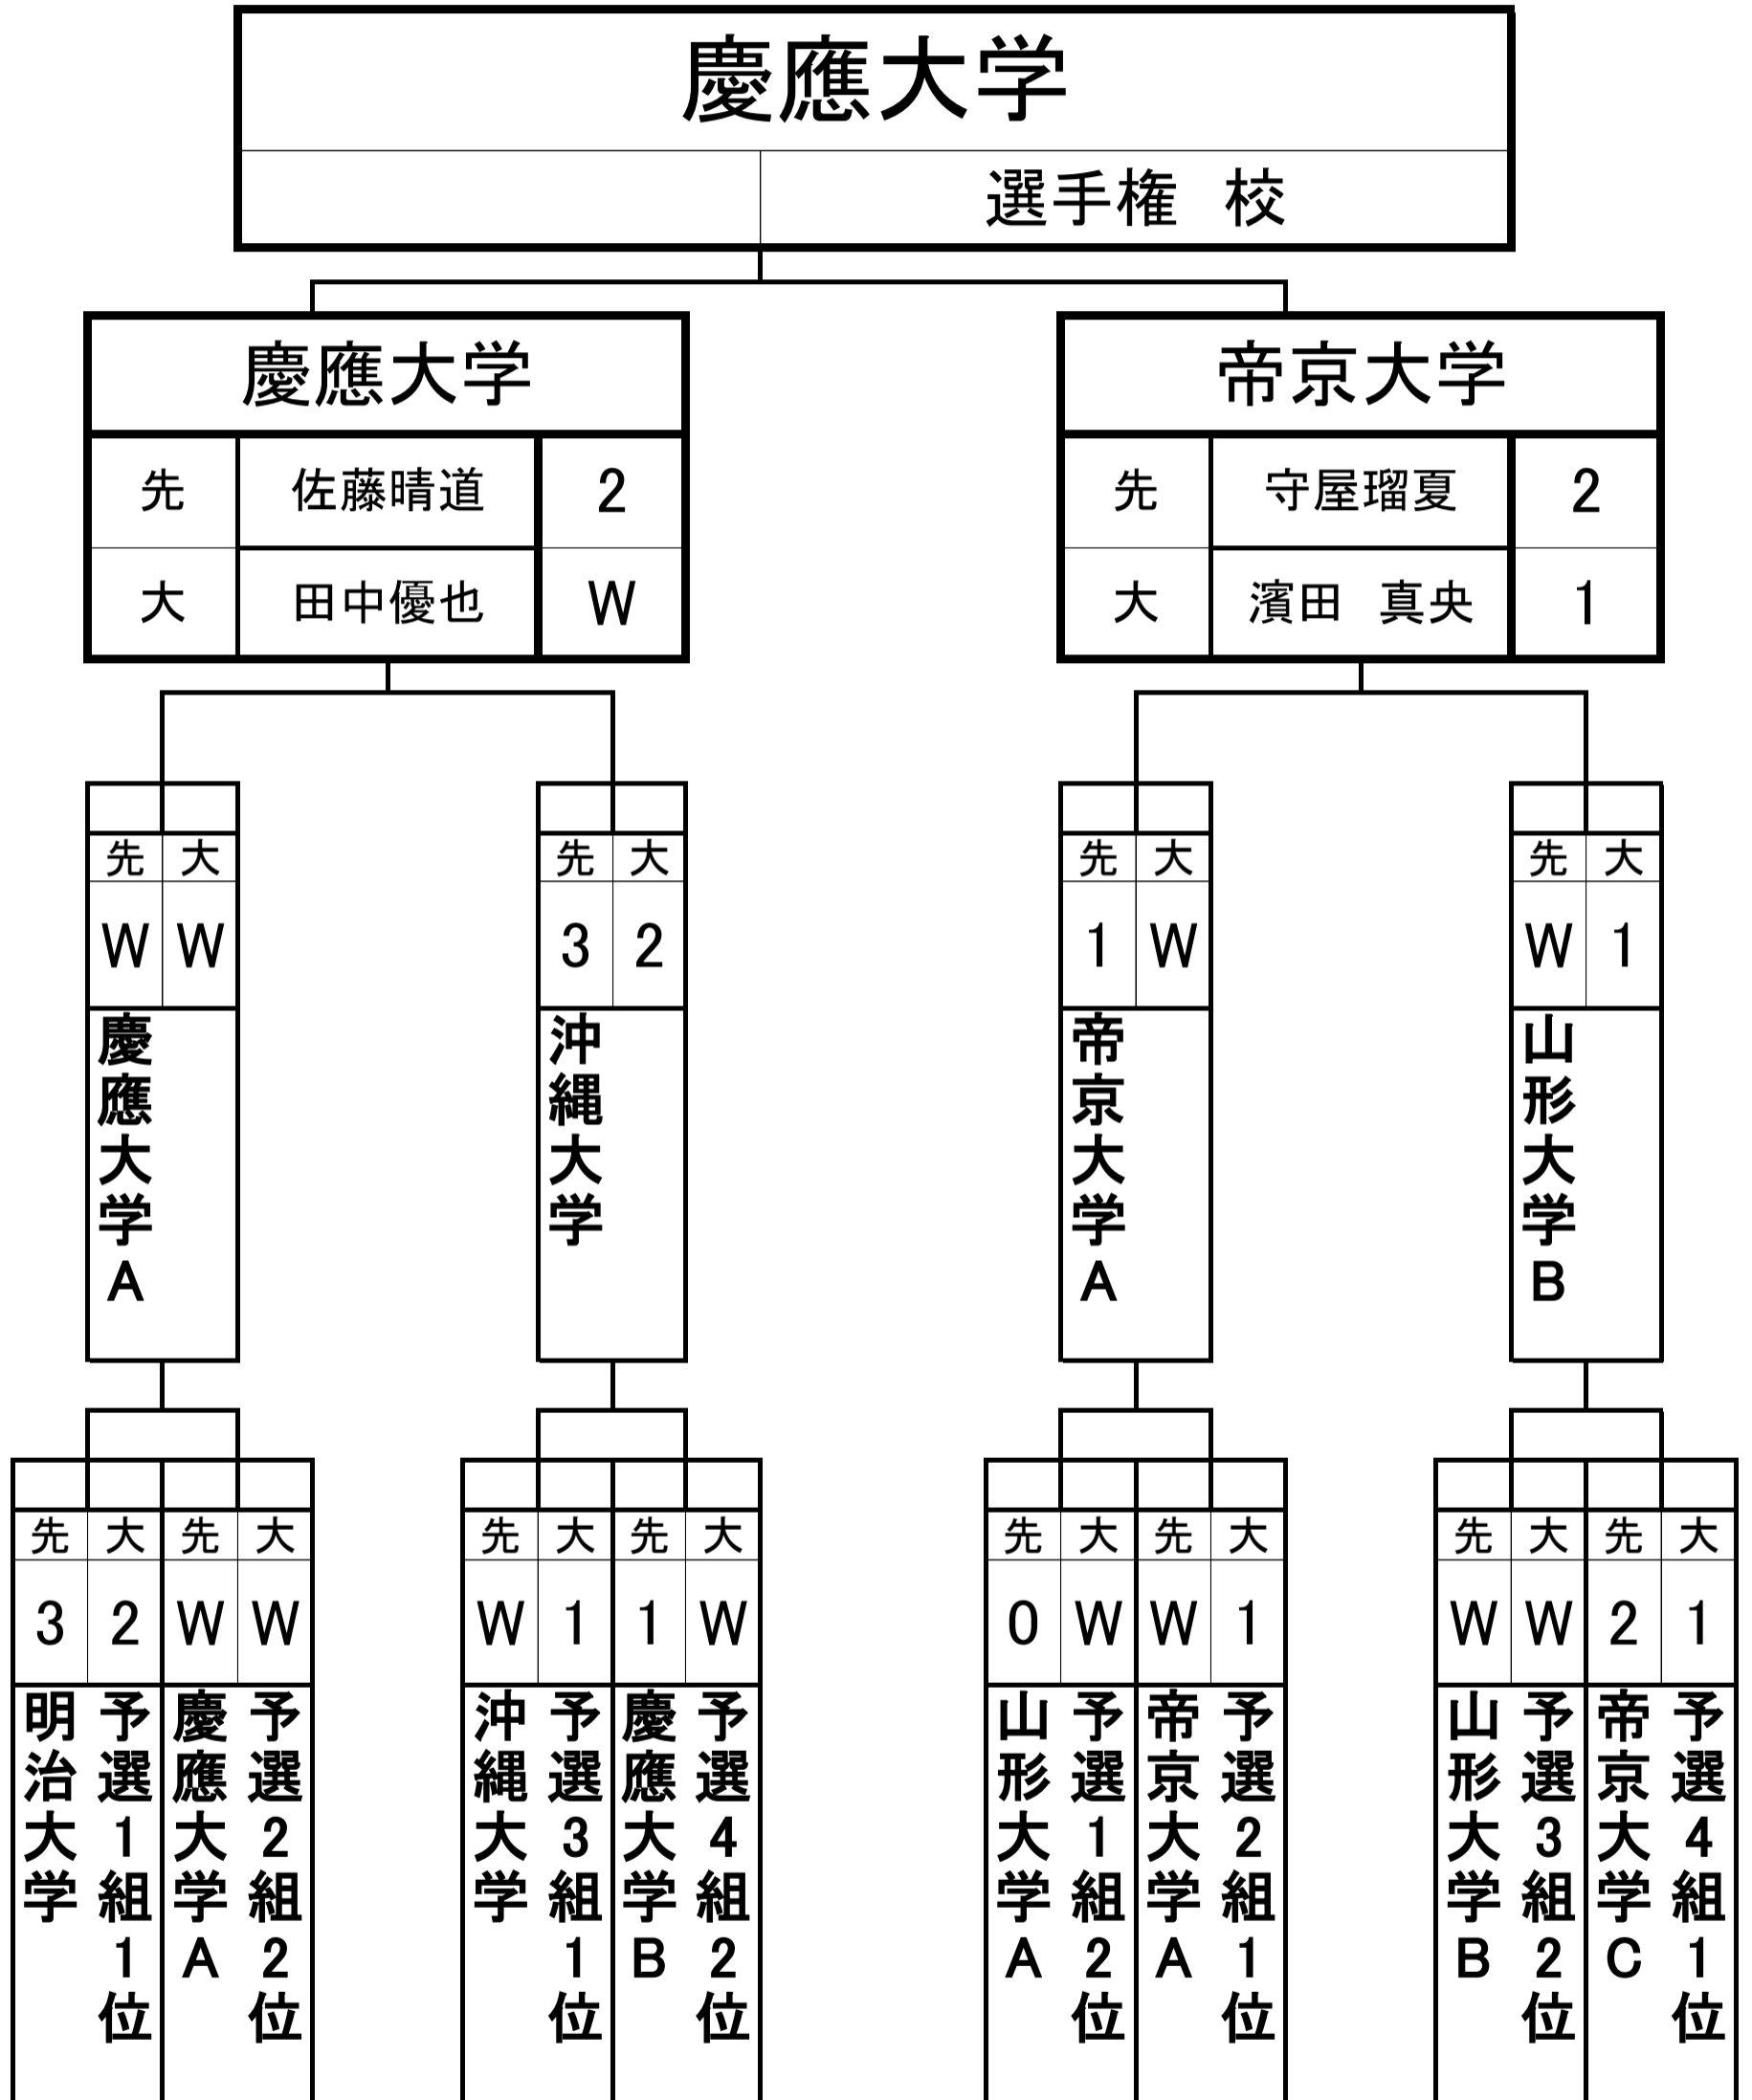 慶應大学
選手権　校
慶應大学
先 佐藤晴道 2
大 田中優也 W
帝京大学
先 守屋瑠夏 2
大 濱田　真央 1
先 大
W W
慶應大学A
先 大
3 2
沖縄大学
先 大
1 W
帝京大学A
先 大
W 1
山形大学B
先 大 先 大
3 2 W W
予選1組1位
明治大学
予選2組2位
慶應大学A
先 大 先 大
W 1 1 W
予選3組1位
沖縄大学
予選4組2位
慶應大学B
先 大 先 大
0 W W 1
予選1組2位
山形大学A
予選2組1位
帝京大学A
先 大 先 大
W W 2 1
予選3組2位
山形大学B
予選4組1位
帝京大学C